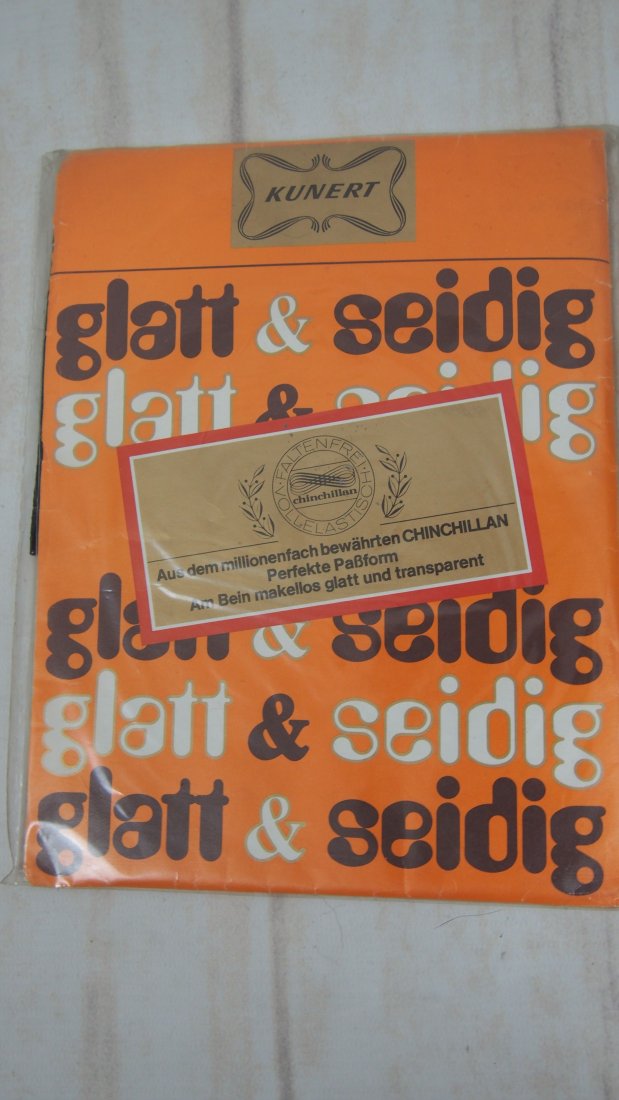 KUNERT
glatt & seidig
glatt & seidig
FALTENFREI
chinchillan
VOLLELASTISCH
Aus dem millionenfach bewährten CHINCHILLAN
Perfekte Paßform
Am Bein makellos glatt und transparent
glatt & seidig
glatt & seidig
glatt & seidig